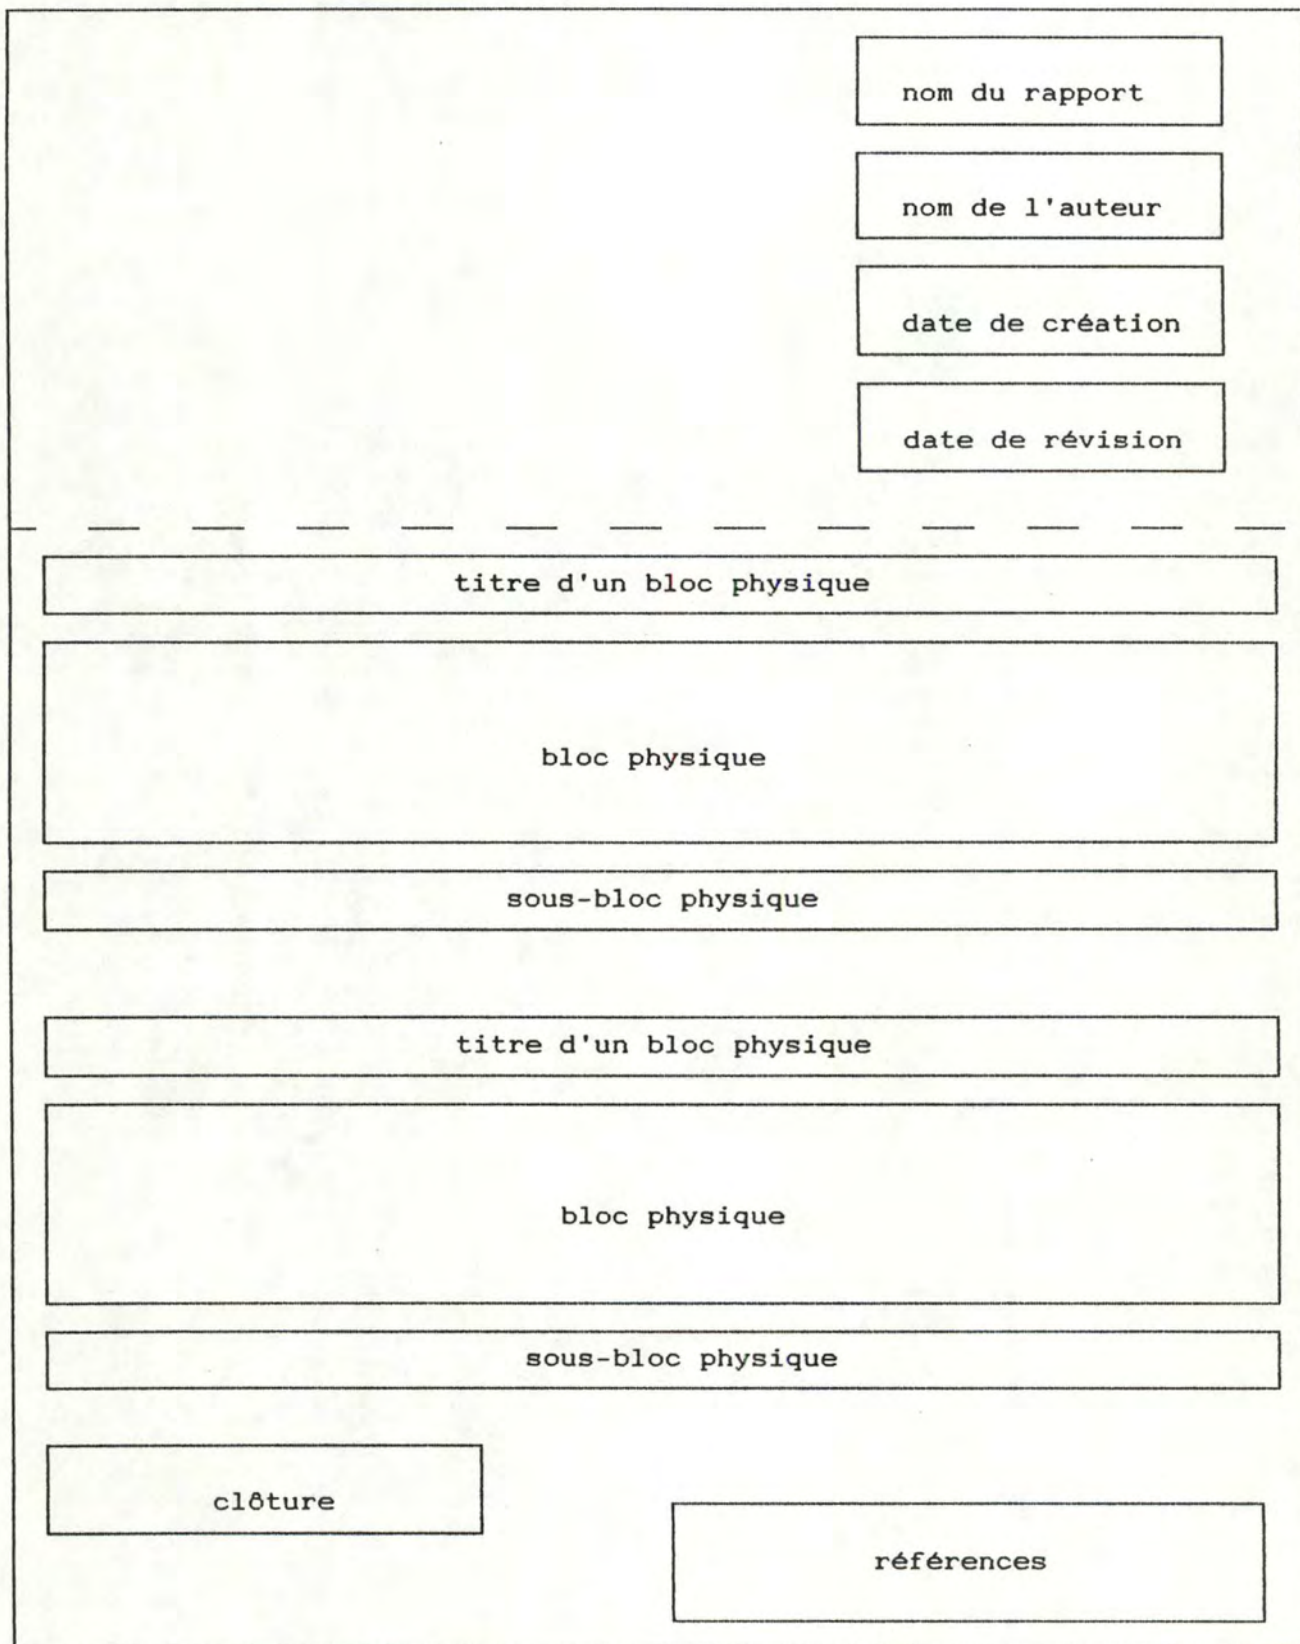 nom du rapport
nom de l'auteur
date de création
date de révision
titre d'un bloc physique
bloc physique
sous-bloc physique
titre d'un bloc physique
bloc physique
sous-bloc physique
clôture
références